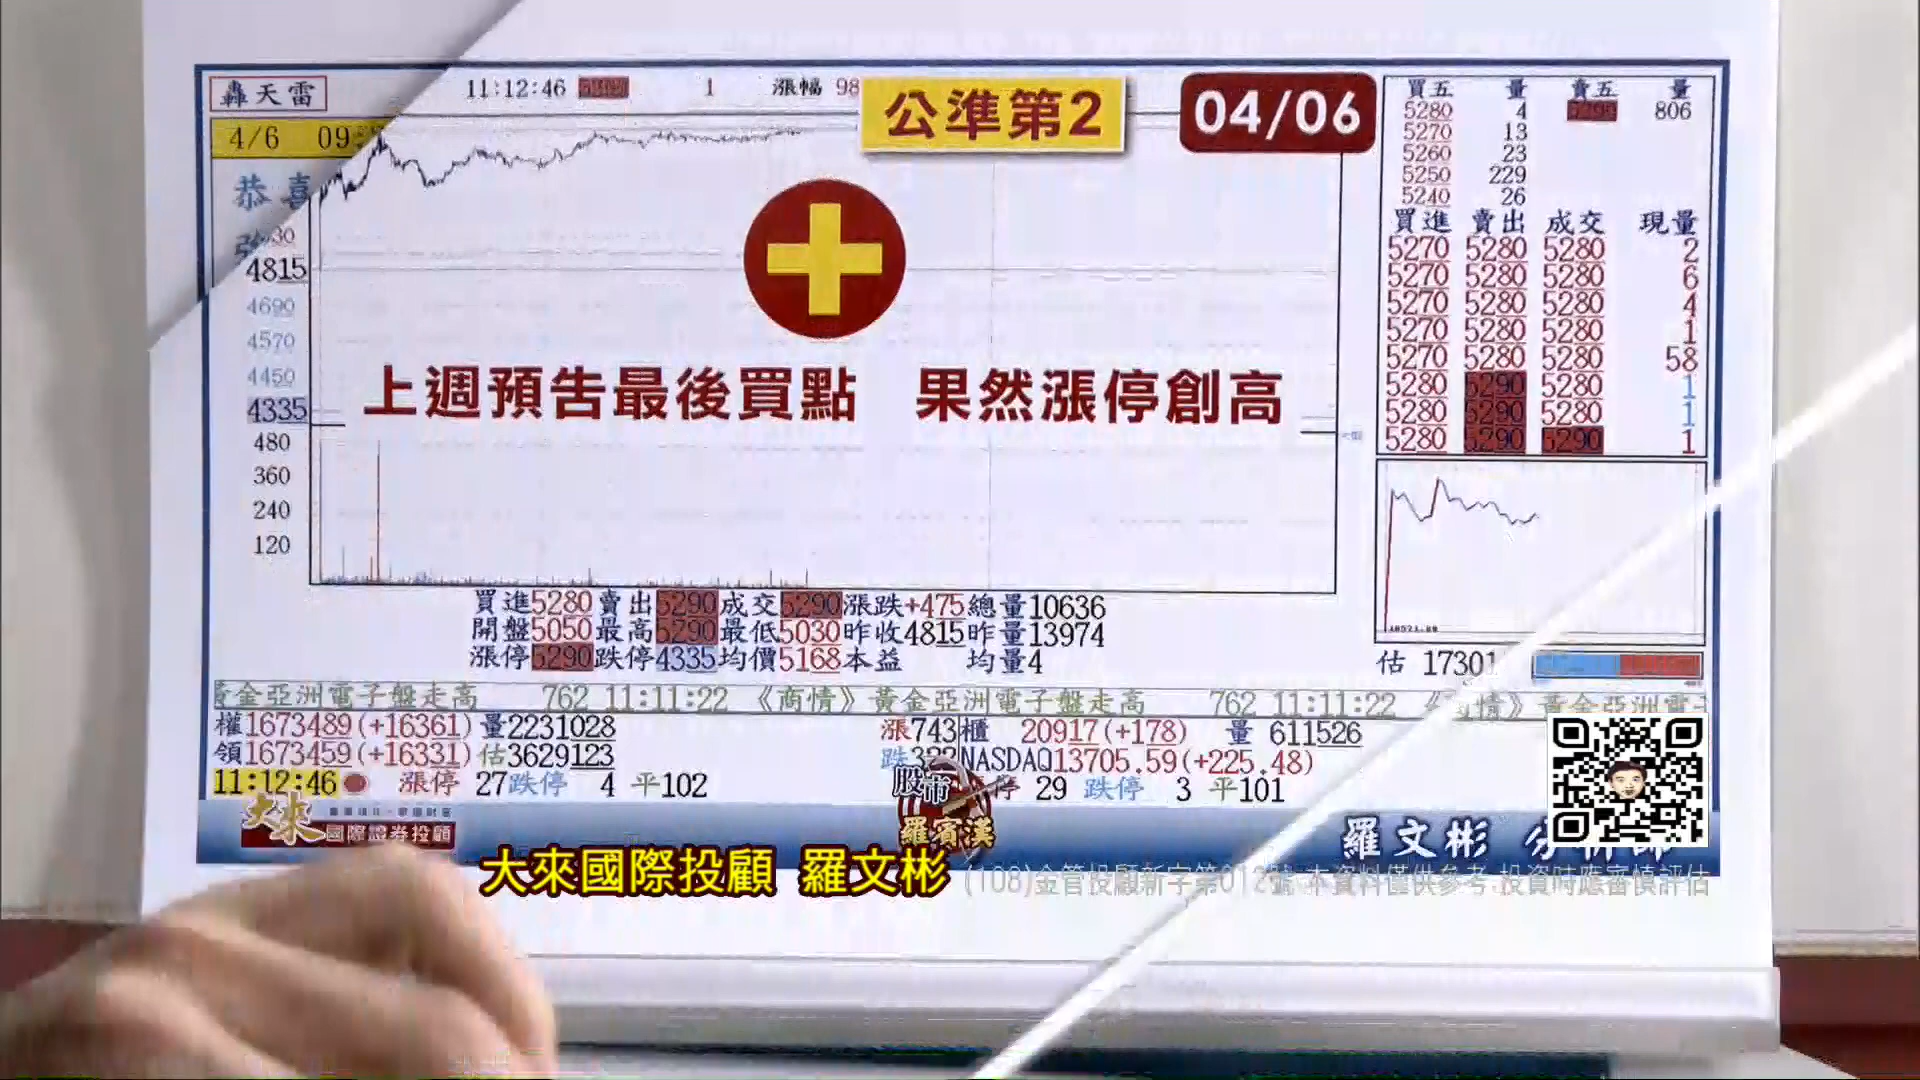 轟天雷
11:12:46 5290 1 漲幅 98
公準第2
04/06
4/6 09
恭喜
買五 量 賣五 量
5280 4 5290 806
5270 13
5260 23
5250 229
5240 26
買進 賣出 成交 現量
5270 5280 5280 2
5270 5280 5280 6
5270 5280 5280 4
5270 5280 5280 1
5270 5280 5280 58
5280 5290 5280 1
5280 5290 5280 1
5280 5290 5290 1
4815
4690
4570
4450
4335
480
360
240
120
上週預告最後買點 果然漲停創高
買進5280賣出5290成交5290漲跌+475總量10636
開盤5050最高5290最低5030昨收4815昨量13974
漲停5290跌停4335均價5168本益 均量4
估 17301
黃金亞洲電子盤走高 762 11:11:22 《商情》黃金亞洲電子盤走高 762 11:11:22
權1673489(+16361)量2231028 漲743櫃 20917(+178) 量 611526
領1673459(+16331)估3629123 NASDAQ13705.59(+225.48)
11:12:46 漲停 27跌停 4 平102 停 29 跌停 3 平101
大來
國際證券投顧
股市
羅賓漢
羅文彬
大來國際投顧 羅文彬
(108)金管投顧新字第012號 本資料僅供參考 投資時應審慎評估